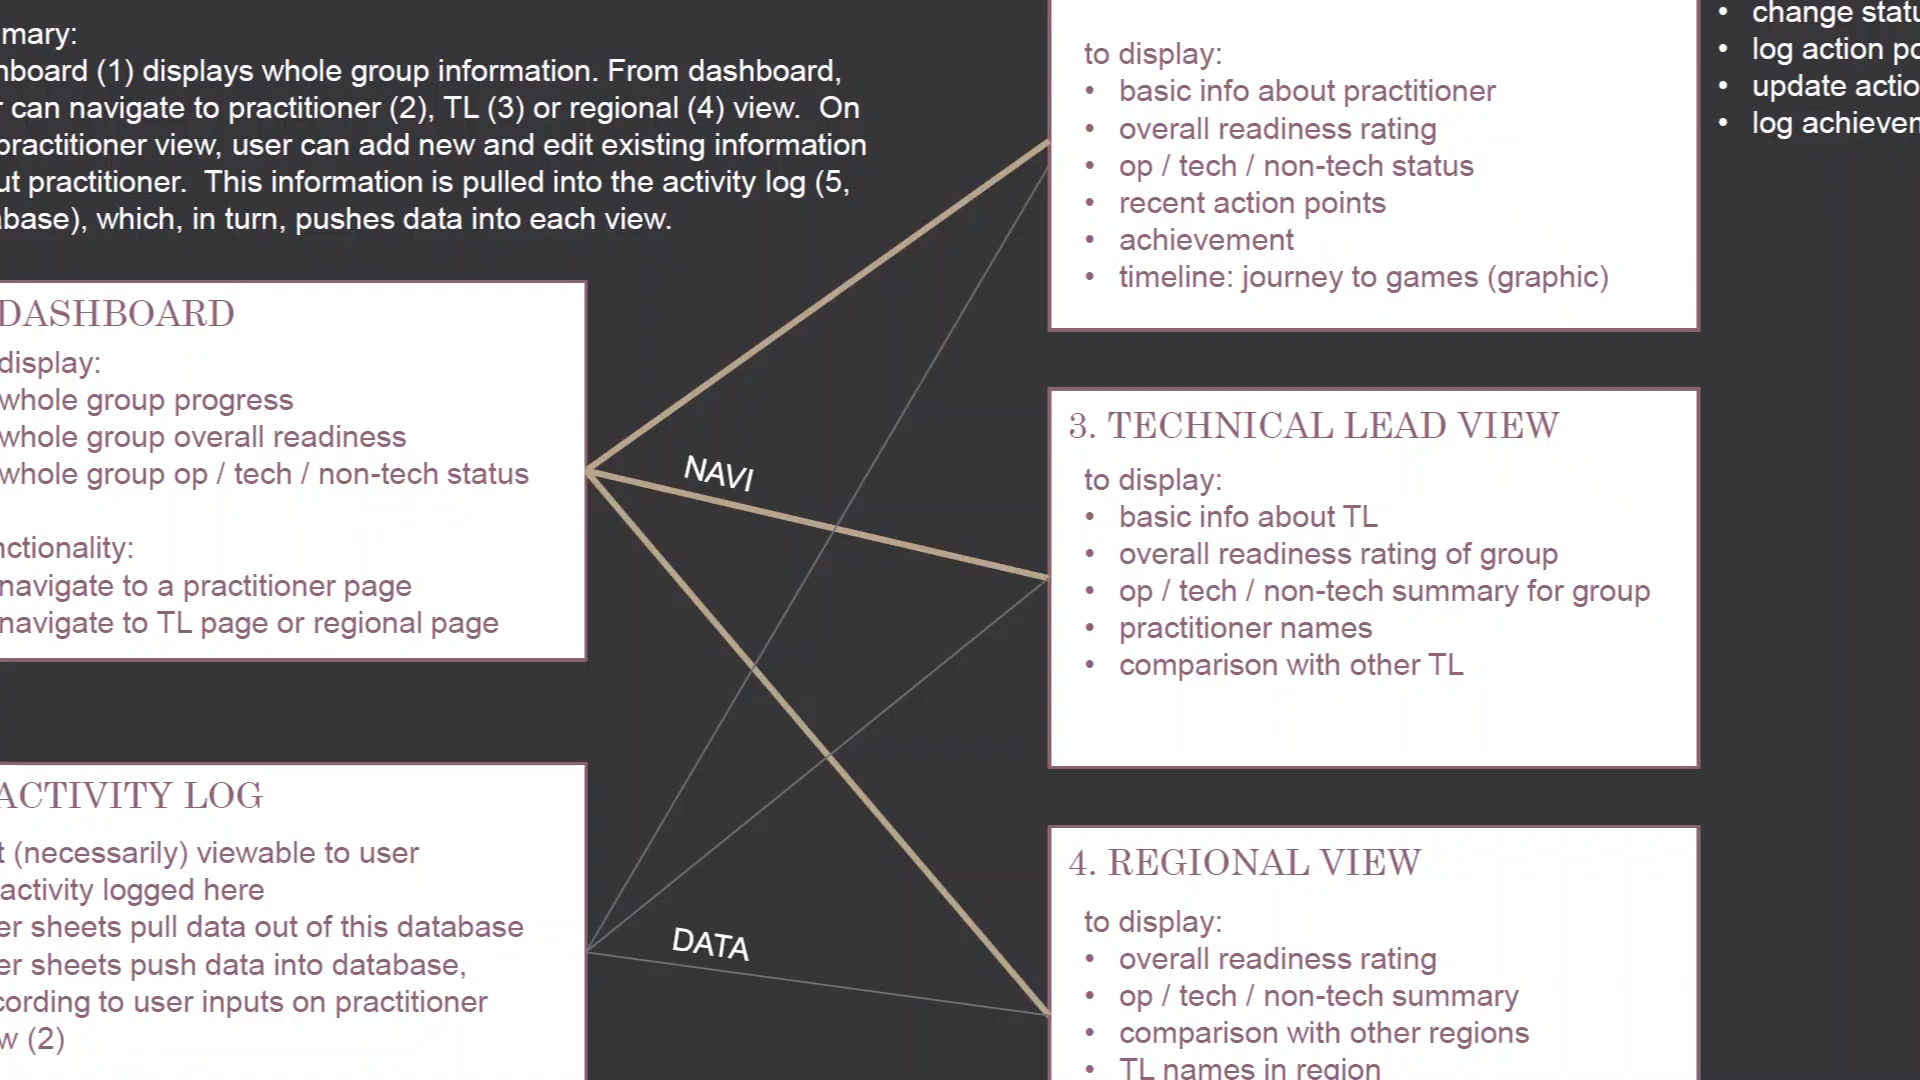 mary:
board (1) displays whole group information. From dashboard,
can navigate to practitioner (2), TL (3) or regional (4) view. On
practitioner view, user can add new and edit existing information
practitioner. This information is pulled into the activity log (5,
base), which, in turn, pushes data into each view.
DASHBOARD
display:
whole group progress
whole group overall readiness
whole group op / tech / non-tech status
nctionality:
navigate to a practitioner page
navigate to TL page or regional page
ACTIVITY LOG
(necessarily) viewable to user
activity logged here
er sheets pull data out of this database
er sheets push data into database,
cording to user inputs on practitioner
w (2)
NAVI
DATA
to display:
• basic info about practitioner
• overall readiness rating
• op / tech / non-tech status
• recent action points
• achievement
• timeline: journey to games (graphic)
3. TECHNICAL LEAD VIEW
to display:
• basic info about TL
• overall readiness rating of group
• op / tech / non-tech summary for group
• practitioner names
• comparison with other TL
4. REGIONAL VIEW
to display:
• overall readiness rating
• op / tech / non-tech summary
• comparison with other regions
• TL names in region
• change statu
• log action po
• update actio
• log achievem